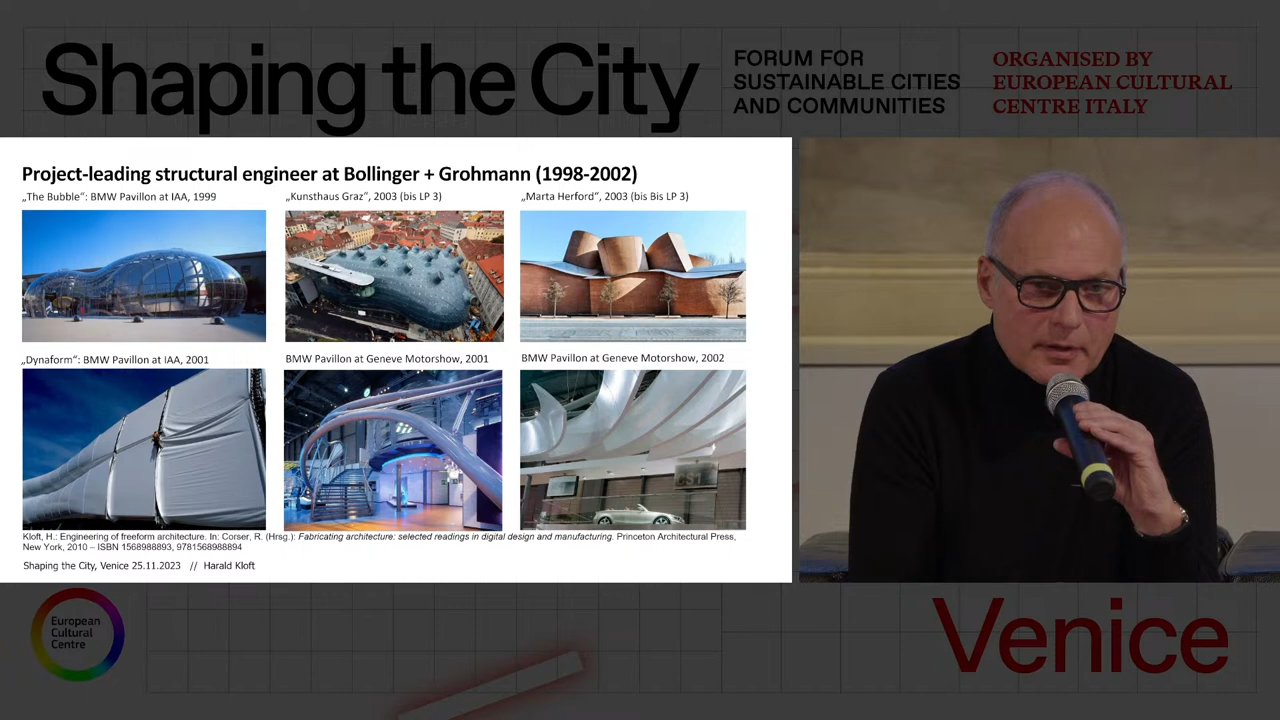 Shaping the City
FORUM FOR
SUSTAINABLE CITIES
AND COMMUNITIES
ORGANISED BY
EUROPEAN CULTURAL
CENTRE ITALY
Project-leading structural engineer at Bollinger + Grohmann (1998-2002)
„The Bubble“: BMW Pavillon at IAA, 1999
„Kunsthaus Graz“, 2003 (bis LP 3)
„Marta Herford“, 2003 (bis Bis LP 3)
„Dynaform“: BMW Pavillon at IAA, 2001
BMW Pavillon at Geneve Motorshow, 2001
BMW Pavillon at Geneve Motorshow, 2002
Kloft, H.: Engineering of freeform architecture. In: Corser, R. (Hrsg.): Fabricating architecture: selected readings in digital design and manufacturing. Princeton Architectural Press,
New York, 2010 – ISBN 1568988893, 9781568988894
Shaping the City, Venice 25.11.2023 // Harald Kloft
European
Cultural
Centre
Venice